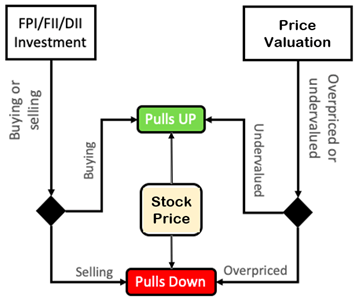 FPI/FII/DII
Investment
Price
Valuation
Buying or
selling
Overpriced or
undervalued
Pulls UP
Buying
Undervalued
Stock
Price
Selling
Pulls Down
Overpriced